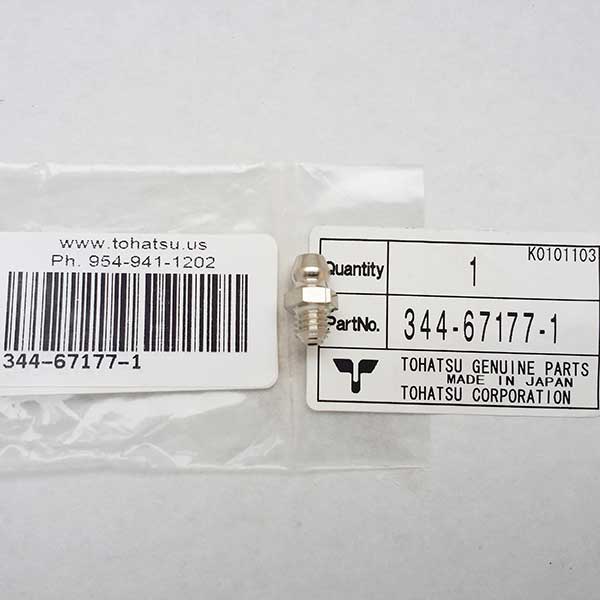 www.tohatsu.us
Ph. 954-941-1202
344-67177-1
K0101103
Quantity 1
PartNo. 344-67177-1
TOHATSU GENUINE PARTS
MADE IN JAPAN
TOHATSU CORPORATION